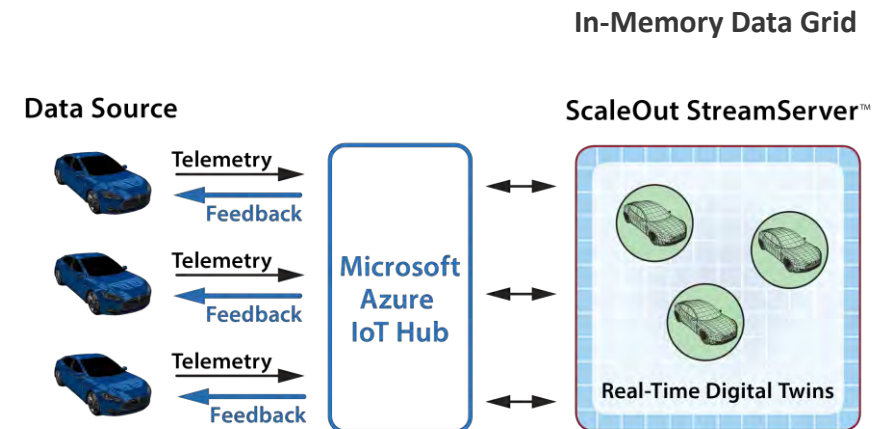 In-Memory Data Grid
Data Source
ScaleOut StreamServer™
Telemetry
Feedback
Telemetry
Feedback
Telemetry
Feedback
Microsoft
Azure
IoT Hub
Real-Time Digital Twins